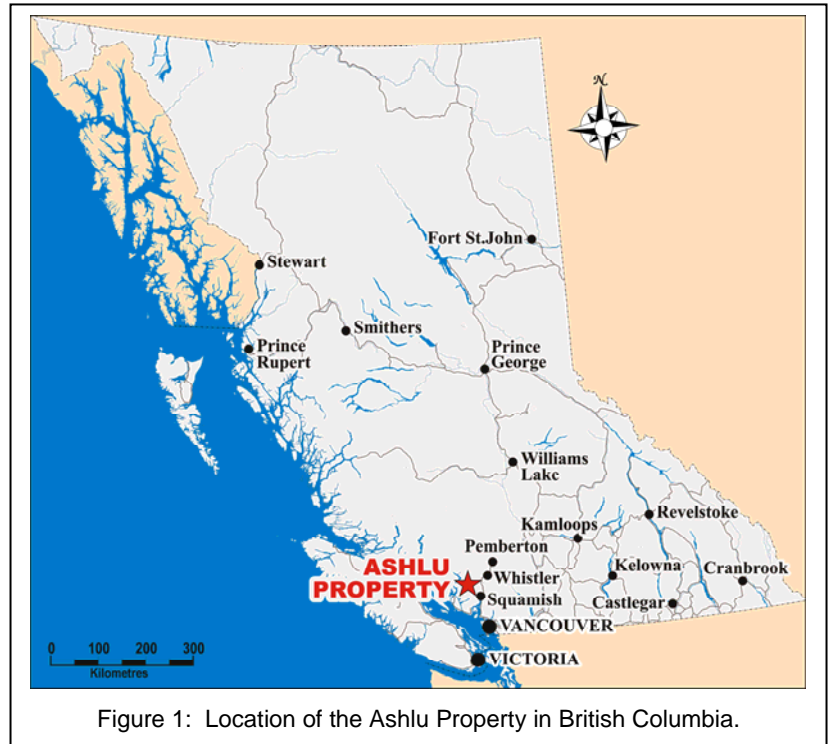 N
Fort St.John
Stewart
Smithers
Prince
Rupert
Prince
George
Williams
Lake
Revelstoke
Kamloops
Pemberton
ASHLU
PROPERTY
Whistler
Kelowna
Cranbrook
Squamish
Castlegar
VANCOUVER
VICTORIA
0 100 200 300
Kilometres
Figure 1: Location of the Ashlu Property in British Columbia.